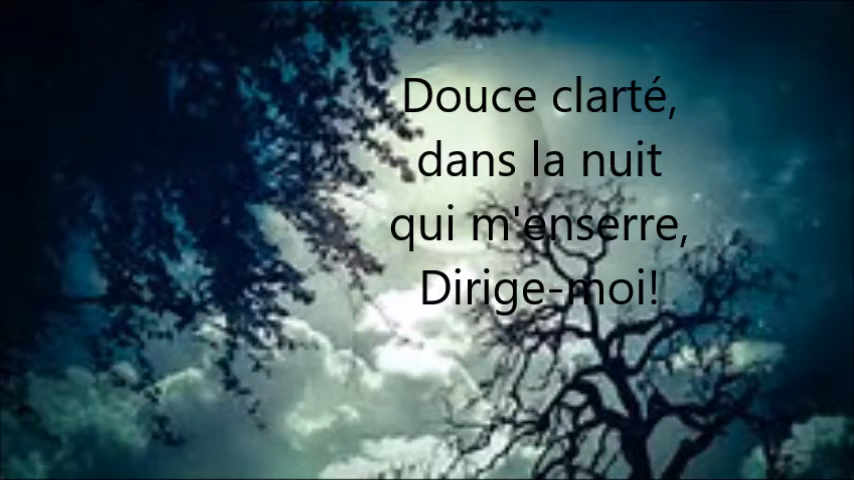 Douce clarté,
dans la nuit
qui m'enserre,
Dirige-moi!